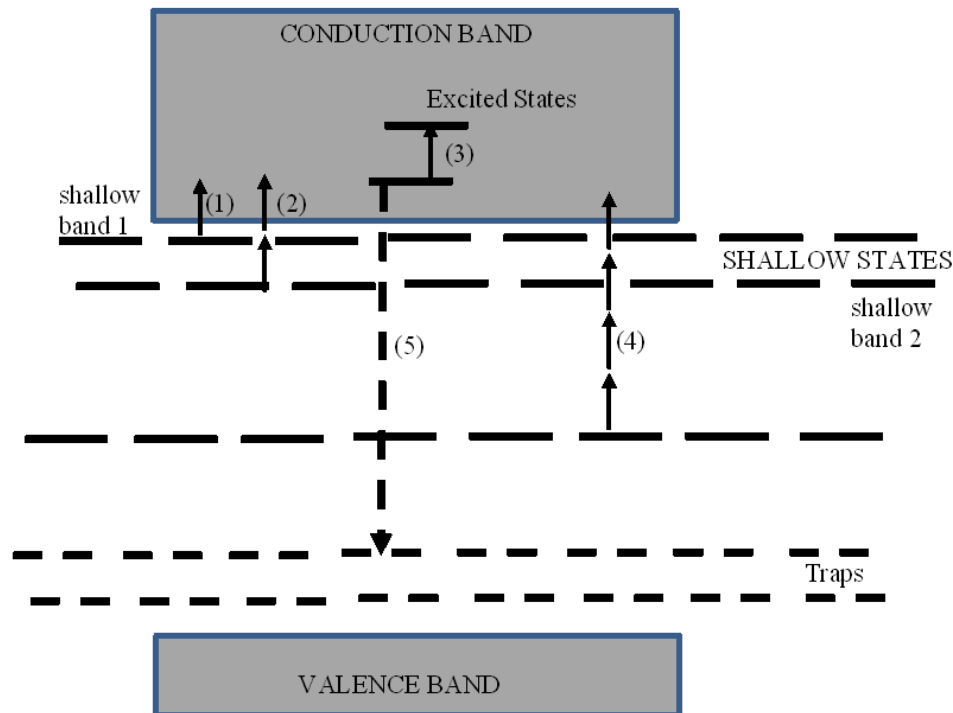 CONDUCTION BAND
Excited States
(3)
shallow
band 1
(1)
(2)
SHALLOW STATES
shallow
band 2
(5)
(4)
Traps
VALENCE BAND